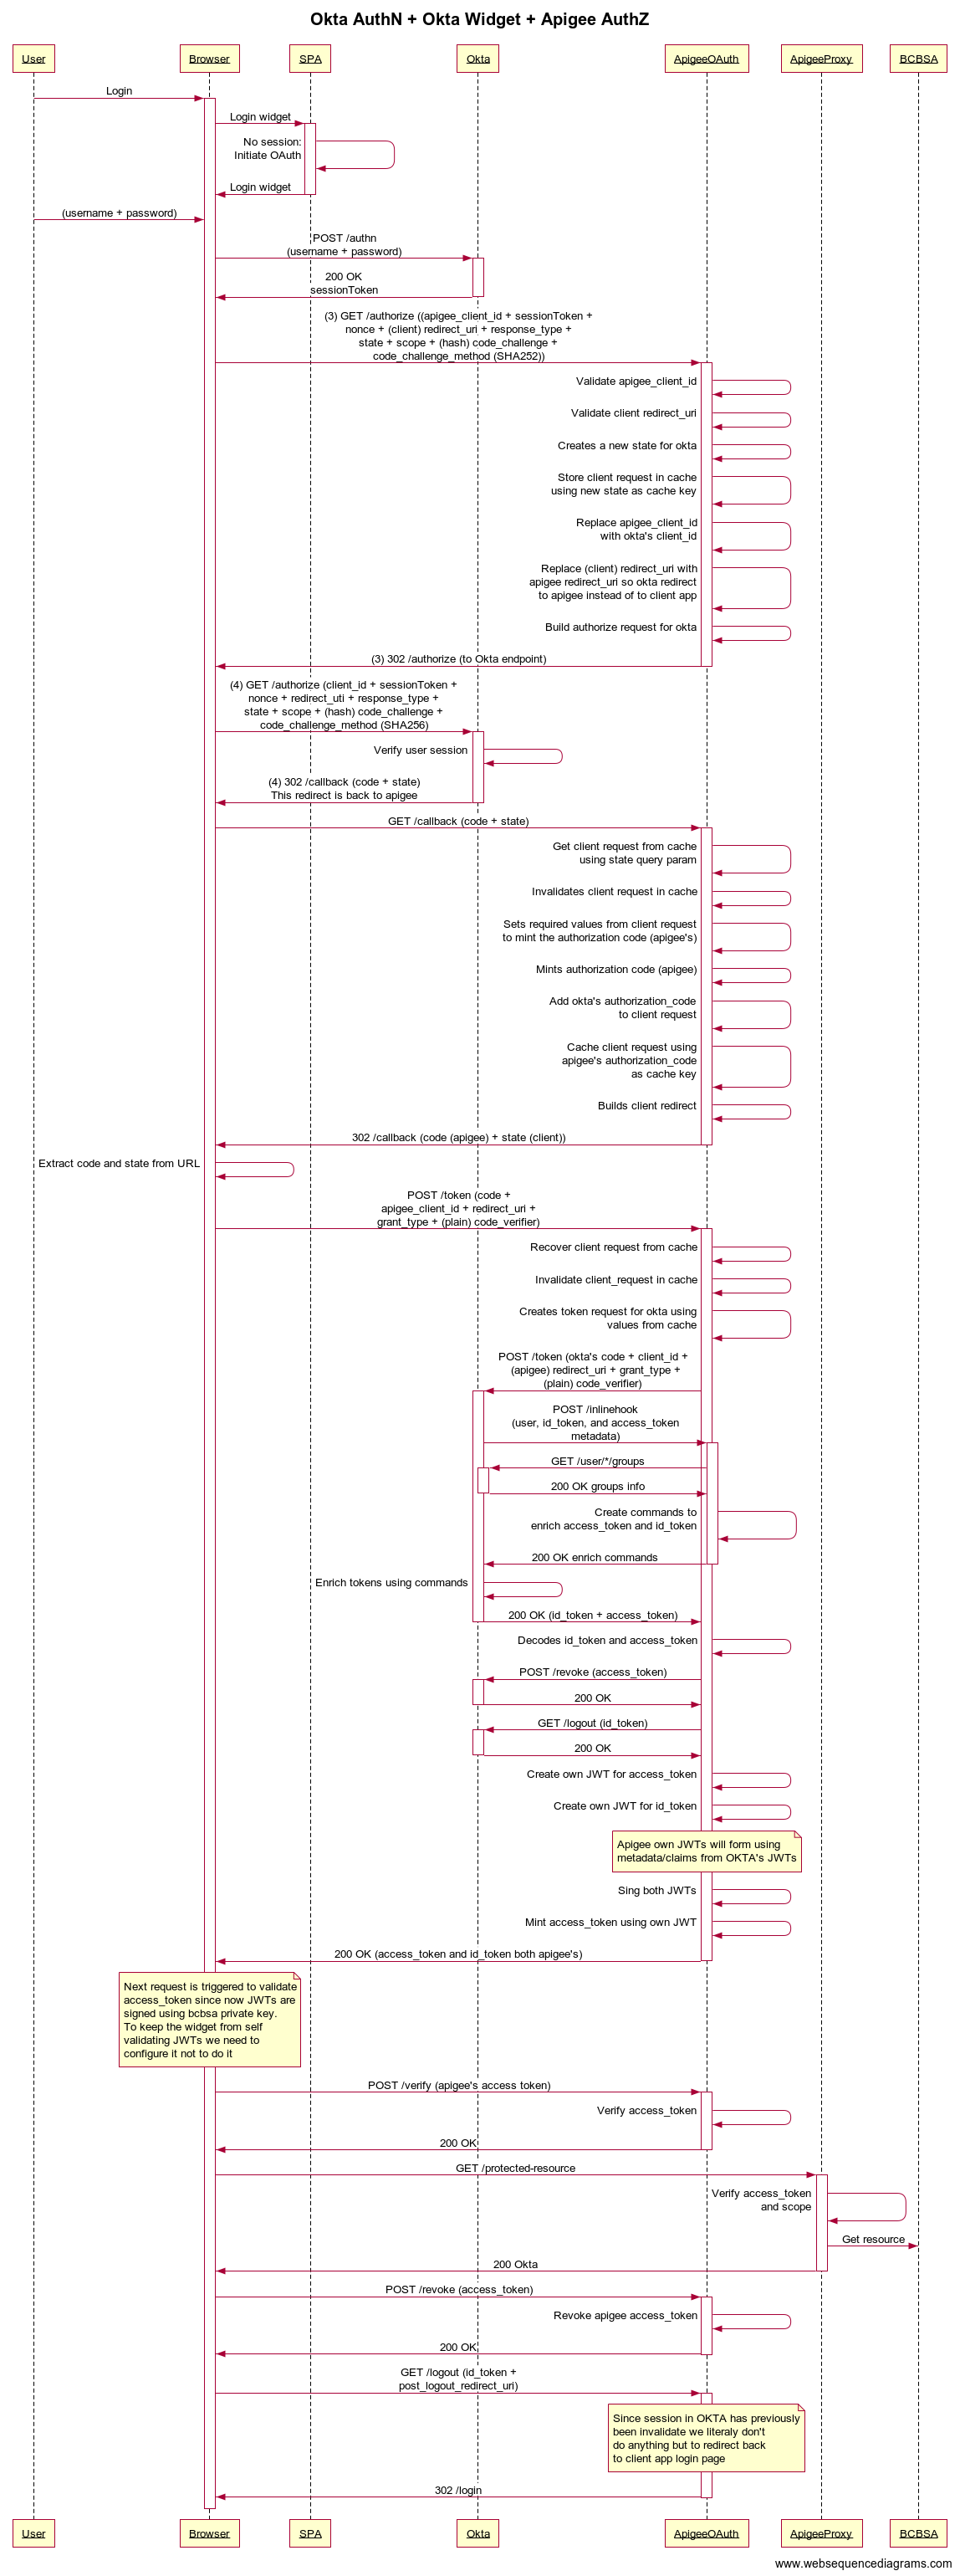 Okta AuthN + Okta Widget + Apigee AuthZ
User
Browser
SPA
Okta
ApigeeOAuth
ApigeeProxy
BCBSA
Login
Login widget
No session:
Initiate OAuth
Login widget
(username + password)
POST /authn
(username + password)
200 OK
sessionToken
(3) GET /authorize ((apigee_client_id + sessionToken +
nonce + (client) redirect_uri + response_type +
state + scope + (hash) code_challenge +
code_challenge_method (SHA252))
Validate apigee_client_id
Validate client redirect_uri
Creates a new state for okta
Store client request in cache
using new state as cache key
Replace apigee_client_id
with okta's client_id
Replace (client) redirect_uri with
apigee redirect_uri so okta redirect
to apigee instead of to client app
Build authorize request for okta
(3) 302 /authorize (to Okta endpoint)
(4) GET /authorize (client_id + sessionToken +
nonce + redirect_uti + response_type +
state + scope + (hash) code_challenge +
code_challenge_method (SHA256)
Verify user session
(4) 302 /callback (code + state)
This redirect is back to apigee
GET /callback (code + state)
Get client request from cache
using state query param
Invalidates client request in cache
Sets required values from client request
to mint the authorization code (apigee's)
Mints authorization code (apigee)
Add okta's authorization_code
to client request
Cache client request using
apigee's authorization_code
as cache key
Builds client redirect
302 /callback (code (apigee) + state (client))
Extract code and state from URL
POST /token (code +
apigee_client_id + redirect_uri +
grant_type + (plain) code_verifier)
Recover client request from cache
Invalidate client_request in cache
Creates token request for okta using
values from cache
POST /token (okta's code + client_id +
(apigee) redirect_uri + grant_type +
(plain) code_verifier)
POST /inlinehook
(user, id_token, and access_token
metadata)
GET /user/*/groups
200 OK groups info
Create commands to
enrich access_token and id_token
200 OK enrich commands
Enrich tokens using commands
200 OK (id_token + access_token)
Decodes id_token and access_token
POST /revoke (access_token)
200 OK
GET /logout (id_token)
200 OK
Create own JWT for access_token
Create own JWT for id_token
Apigee own JWTs will form using
metadata/claims from OKTA's JWTs
Sing both JWTs
Mint access_token using own JWT
200 OK (access_token and id_token both apigee's)
Next request is triggered to validate
access_token since now JWTs are
signed using bcbsa private key.
To keep the widget from self
validating JWTs we need to
configure it not to do it
POST /verify (apigee's access token)
Verify access_token
200 OK
GET /protected-resource
Verify access_token
and scope
Get resource
200 Okta
POST /revoke (access_token)
Revoke apigee access_token
200 OK
GET /logout (id_token +
post_logout_redirect_uri)
Since session in OKTA has previously
been invalidate we literaly don't
do anything but to redirect back
to client app login page
302 /login
User
Browser
SPA
Okta
ApigeeOAuth
ApigeeProxy
BCBSA
www.websequencediagrams.com